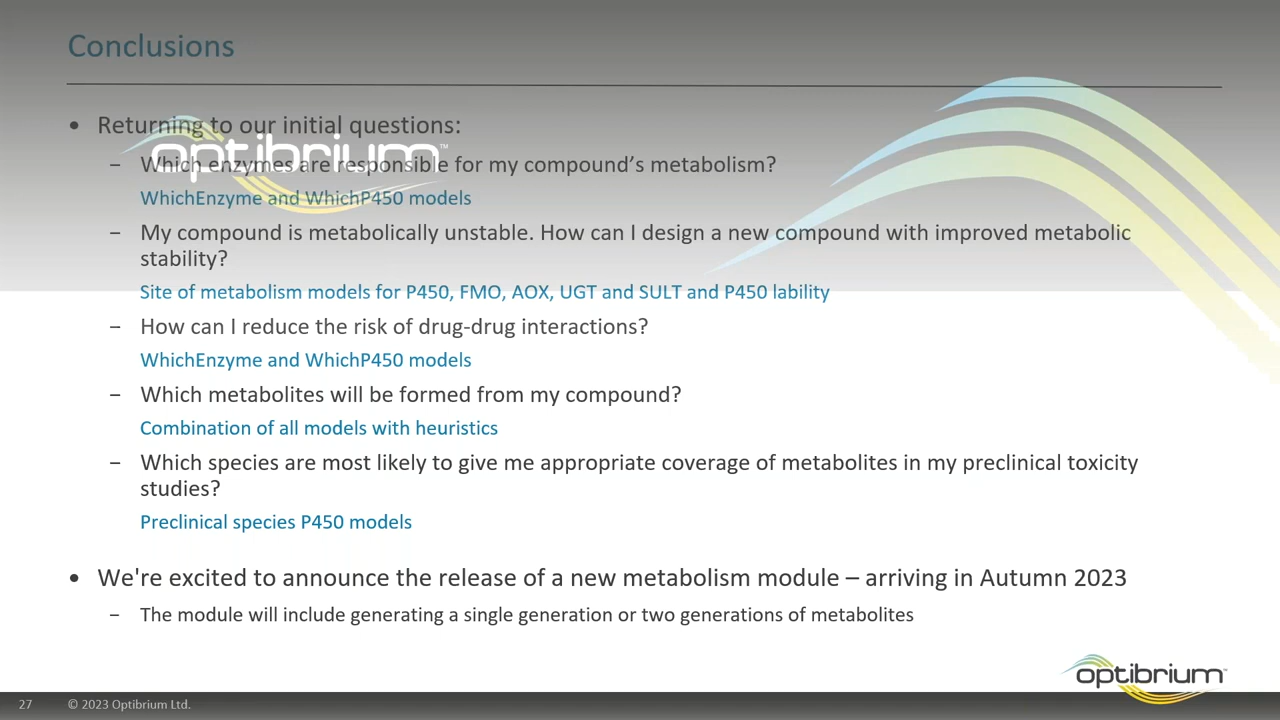 Conclusions
• Returning to our initial questions:
optibrium™
– Which enzymes are responsible for my compound’s metabolism?
WhichEnzyme and WhichP450 models
– My compound is metabolically unstable. How can I design a new compound with improved metabolic
stability?
Site of metabolism models for P450, FMO, AOX, UGT and SULT and P450 lability
– How can I reduce the risk of drug-drug interactions?
WhichEnzyme and WhichP450 models
– Which metabolites will be formed from my compound?
Combination of all models with heuristics
– Which species are most likely to give me appropriate coverage of metabolites in my preclinical toxicity
studies?
Preclinical species P450 models
• We're excited to announce the release of a new metabolism module – arriving in Autumn 2023
– The module will include generating a single generation or two generations of metabolites
optibrium™
27 © 2023 Optibrium Ltd.